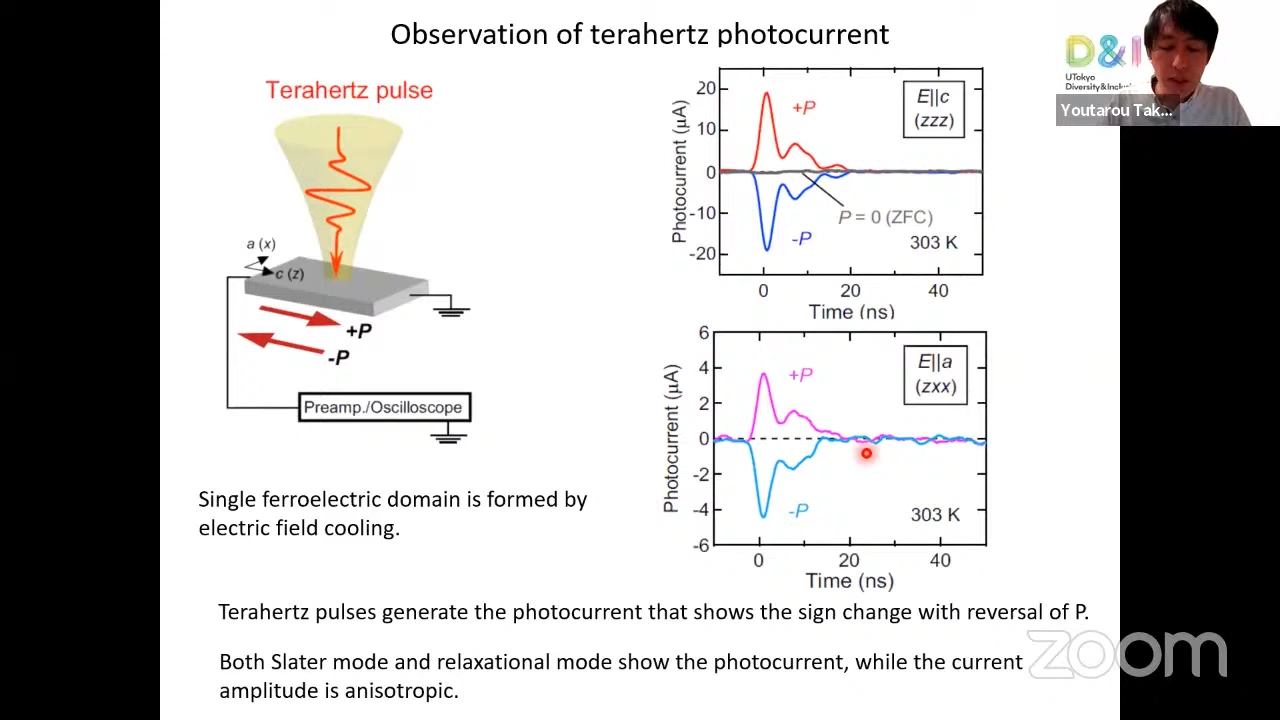 Observation of terahertz photocurrent
Terahertz pulse
a (x)
c (z)
+P
-P
Preamp./Oscilloscope
Single ferroelectric domain is formed by
electric field cooling.
Photocurrent (μA)
20
10
0
-10
-20
+P
E||c
(zzz)
P = 0 (ZFC)
-P
303 K
0
20
40
Time (ns)
Photocurrent (μA)
6
4
2
0
-2
-4
-6
+P
E||a
(zxx)
-P
303 K
0
20
40
Time (ns)
Terahertz pulses generate the photocurrent that shows the sign change with reversal of P.
Both Slater mode and relaxational mode show the photocurrent, while the current
amplitude is anisotropic.
D&I
UTokyo
Diversity&Inclu
Youtarou Tak...
zoom